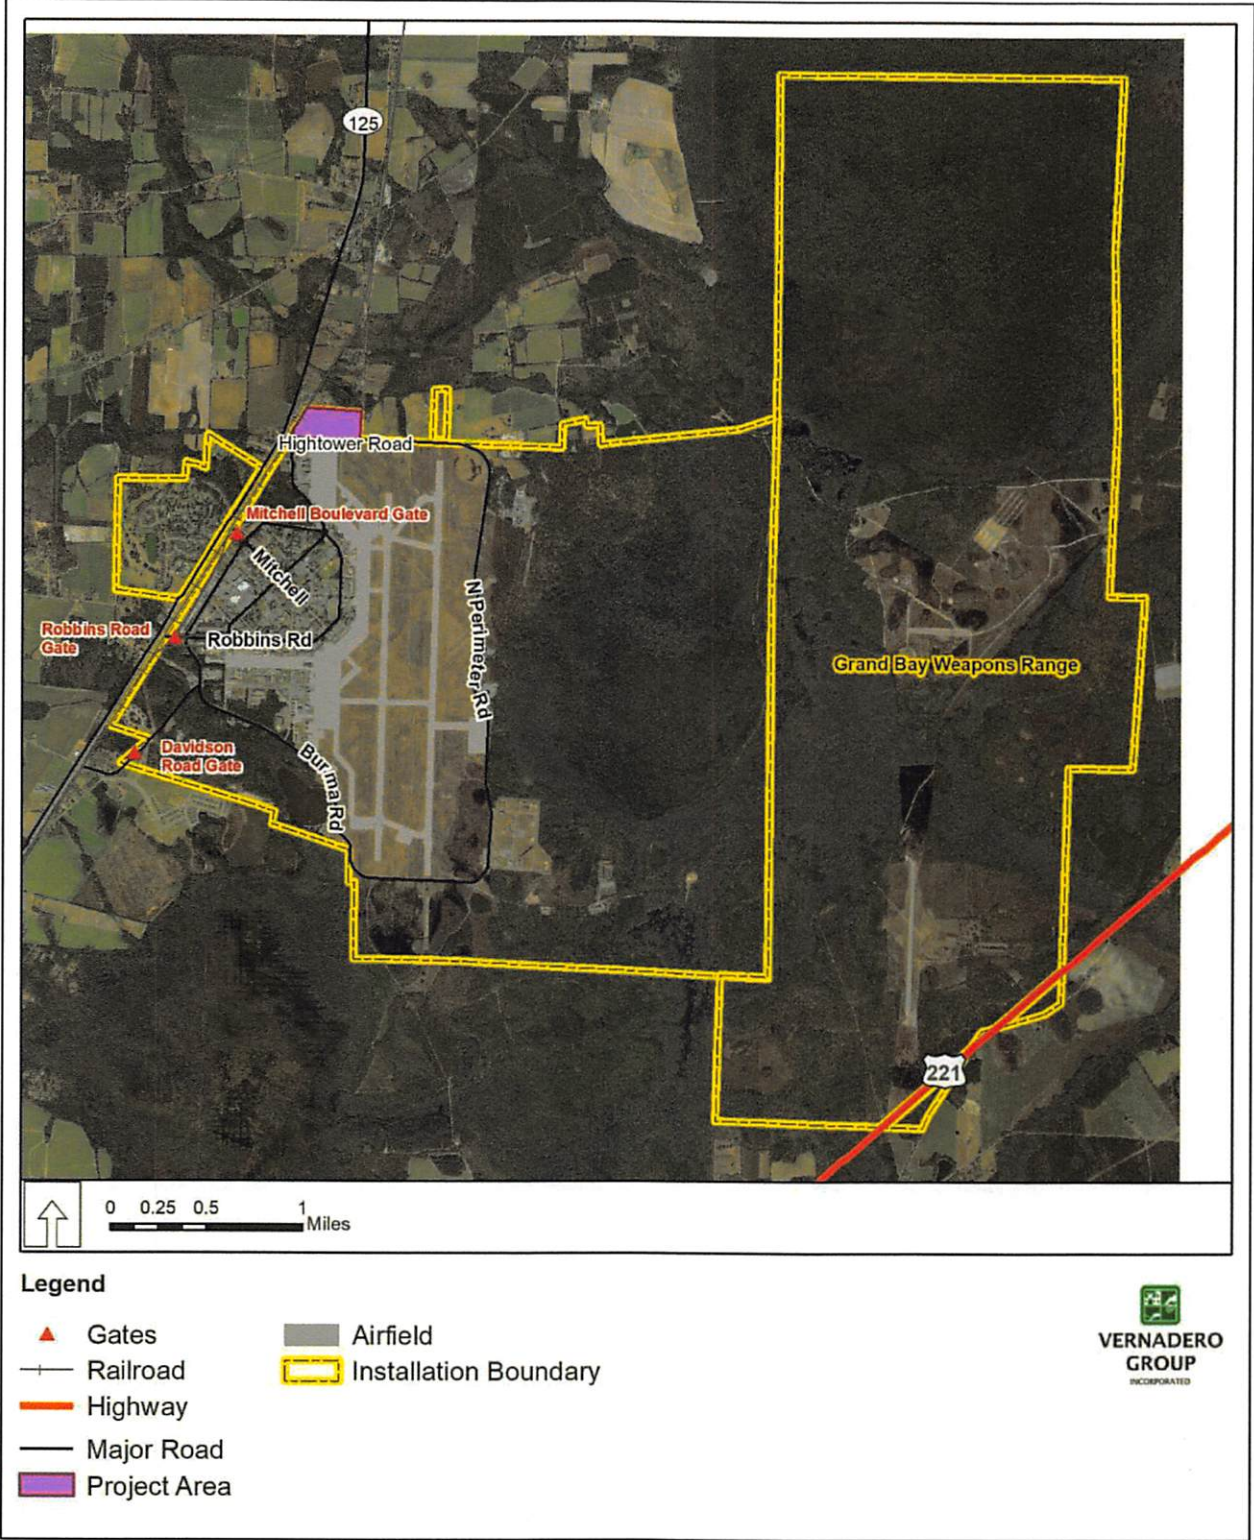 125
Hightower Road
Mitchell Boulevard Gate
Mitchell
Robbins Road
Gate
Robbins Rd
N Perimeter Rd
Grand Bay Weapons Range
Davidson
Road Gate
Burma Rd
221
0 0.25 0.5 1
Miles
Legend
Gates
Railroad
Highway
Major Road
Project Area
Airfield
Installation Boundary
VERNADERO
GROUP
INCORPORATED